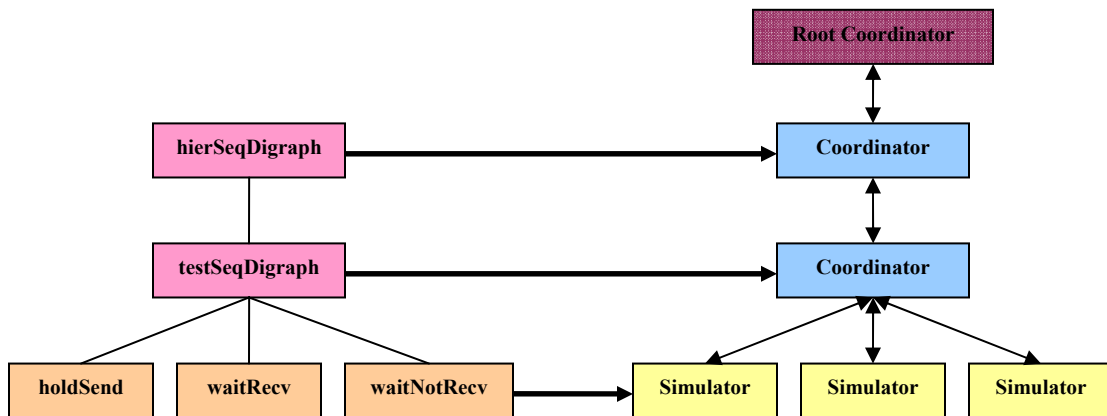 Root Coordinator
hierSeqDigraph
Coordinator
testSeqDigraph
Coordinator
holdSend
waitRecv
waitNotRecv
Simulator
Simulator
Simulator